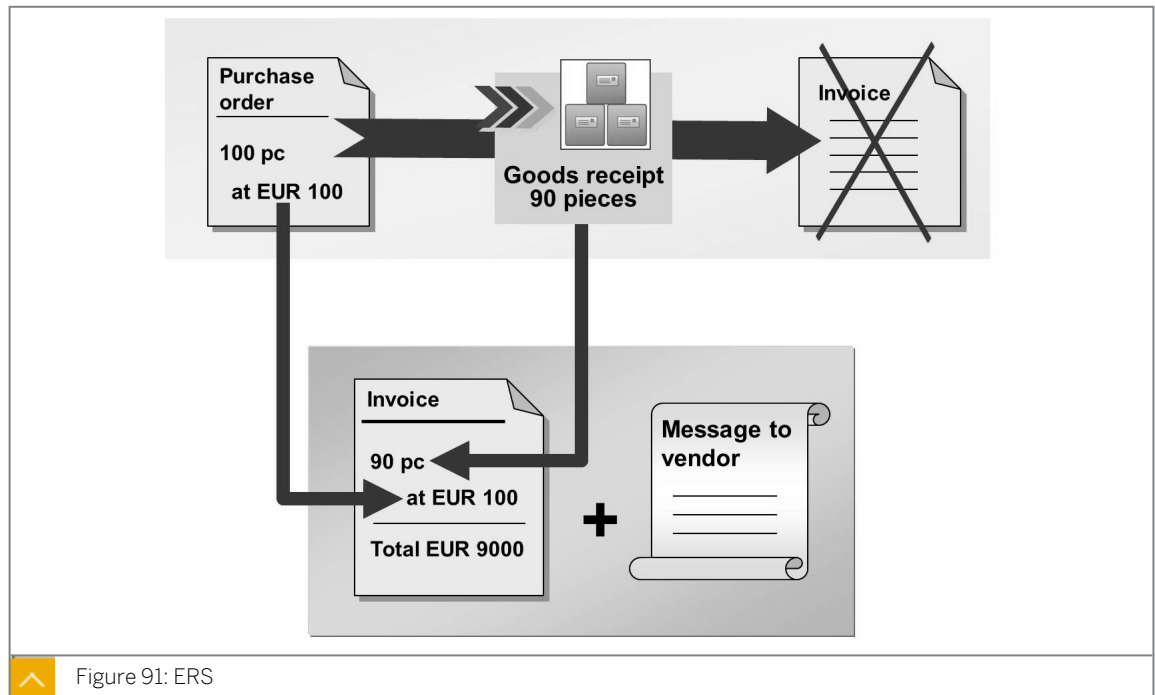 Purchase
order
100 pc
at EUR 100
Goods receipt
90 pieces
Invoice
Invoice
90 pc
at EUR 100
Total EUR 9000
+
Message to
vendor
Figure 91: ERS